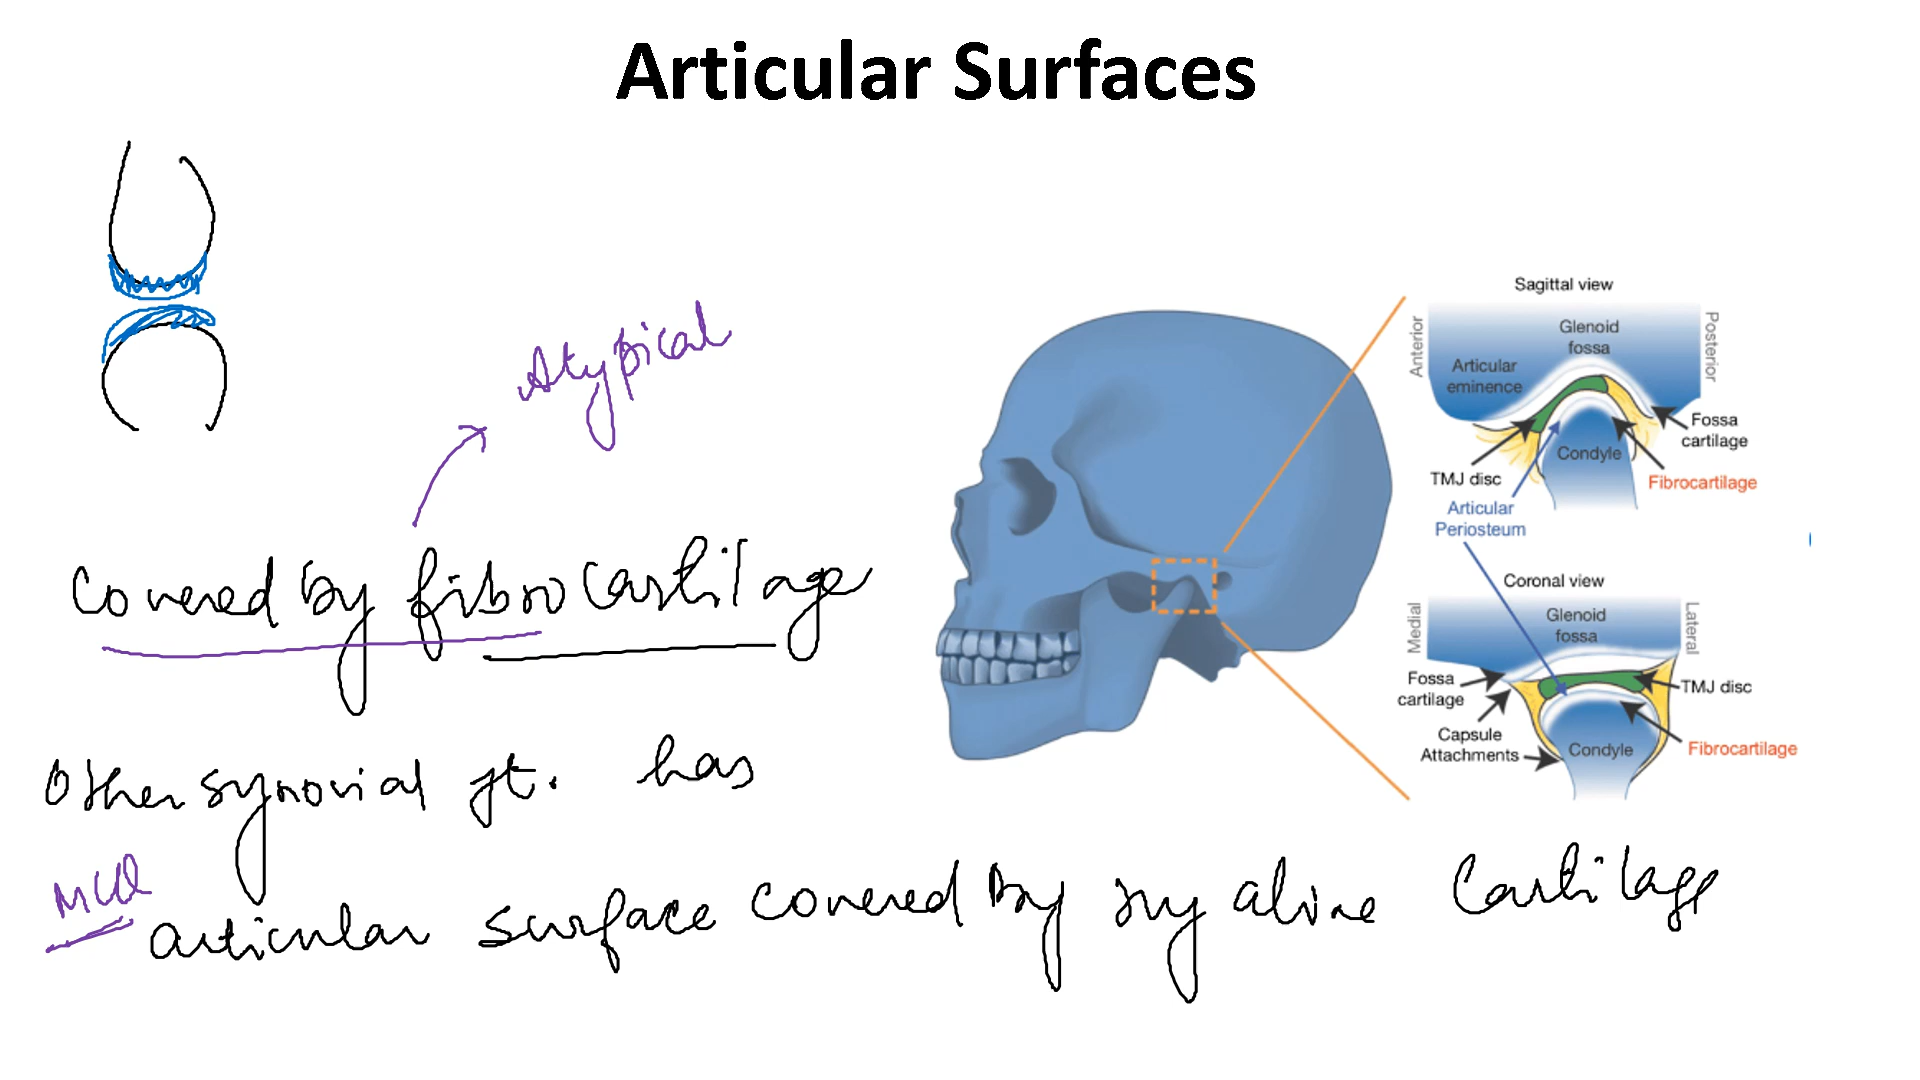 Articular Surfaces
Atypical
Covered by fibrocartilage
Other synovial jt. has
MCQ
articular surface covered by hyaline Cartilage
Sagittal view
Anterior
Posterior
Glenoid
fossa
Articular
eminence
Fossa
cartilage
Condyle
TMJ disc
Fibrocartilage
Articular
Periosteum
Coronal view
Medial
Lateral
Glenoid
fossa
Fossa
cartilage
TMJ disc
Capsule
Attachments
Condyle
Fibrocartilage